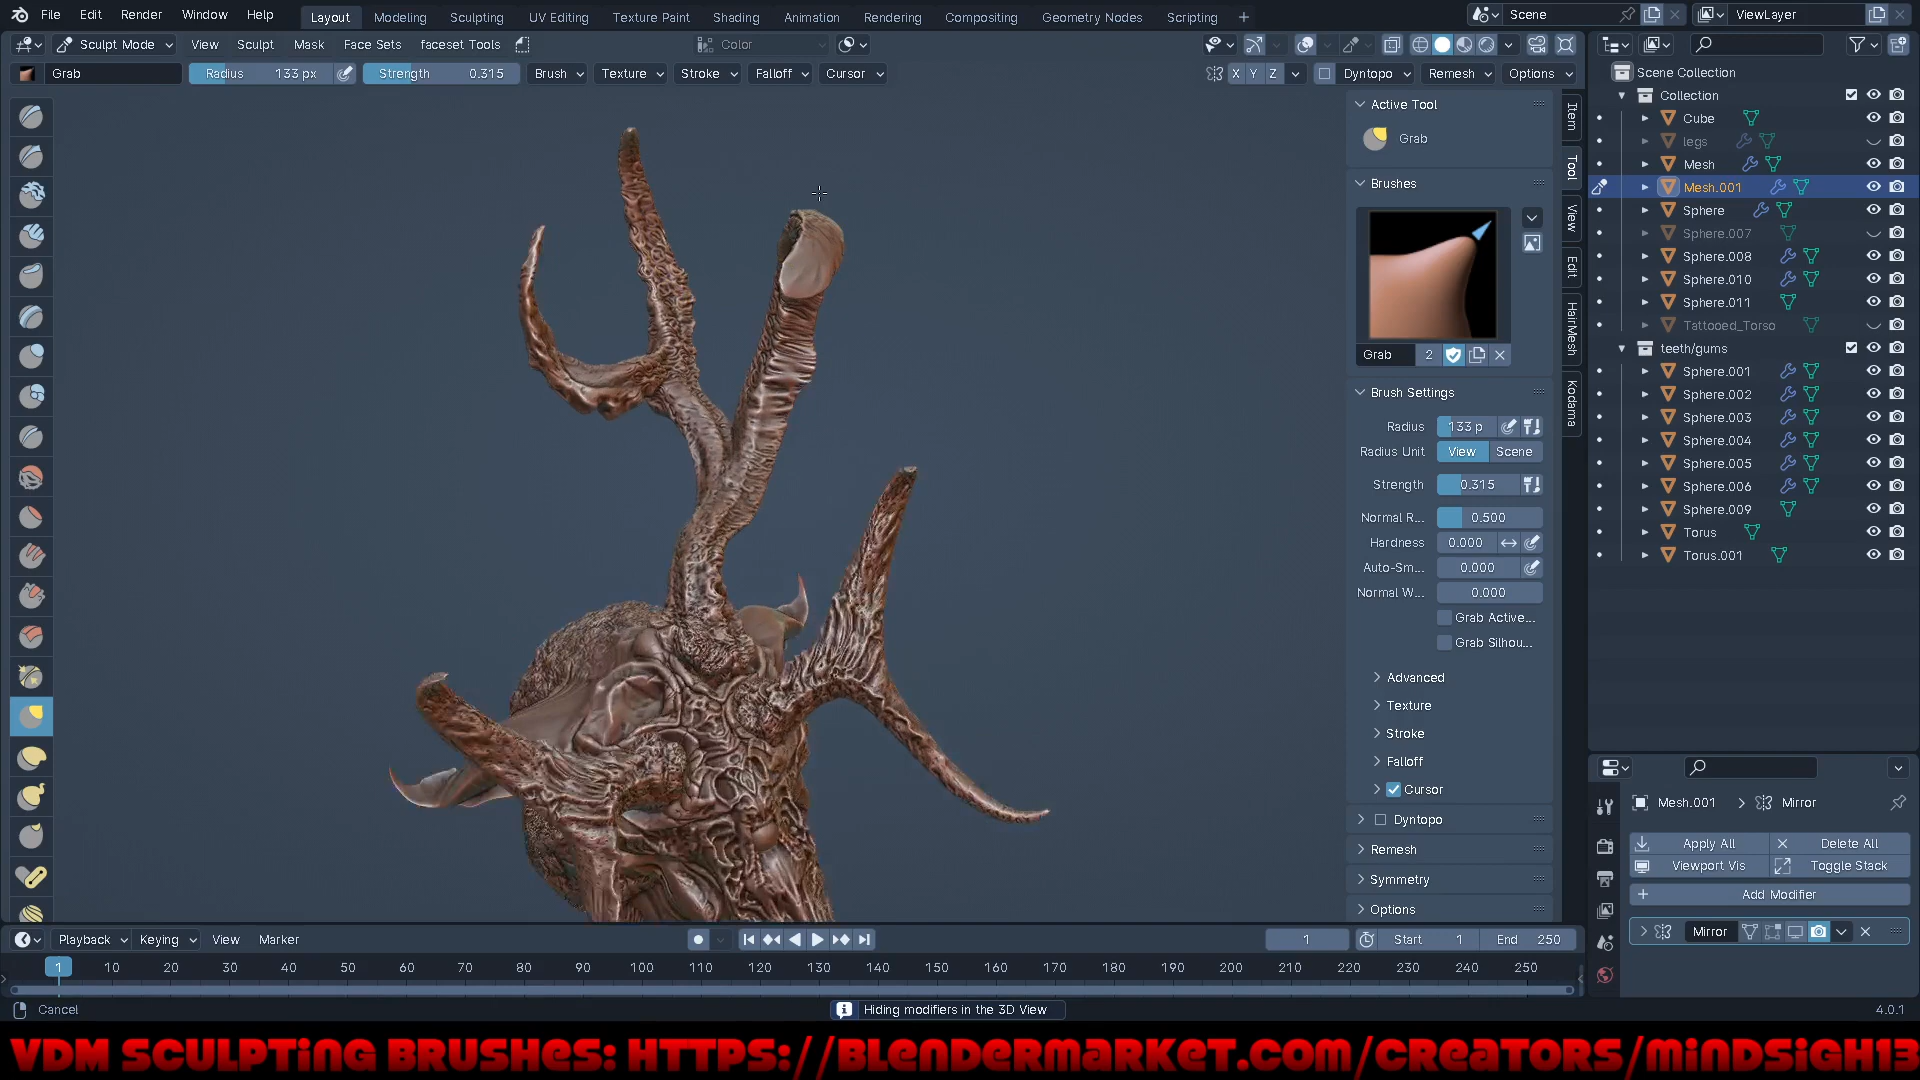 File Edit Render Window Help Layout Modeling Sculpting UV Editing Texture Paint Shading Animation Rendering Compositing Geometry Nodes Scripting + Scene ViewLayer
Sculpt Mode View Sculpt Mask Face Sets faceset Tools Color
Grab Radius 133 px Strength 0.315 Brush Texture Stroke Falloff Cursor X Y Z Dyntopo Remesh Options
Active Tool
Grab
Brushes
Grab 2
Brush Settings
Radius 133 p
Radius Unit View Scene
Strength 0.315
Normal R... 0.500
Hardness 0.000
Auto-Sm... 0.000
Normal W... 0.000
Grab Active...
Grab Silhou...
Advanced
Texture
Stroke
Falloff
Cursor
Dyntopo
Remesh
Symmetry
Options
Item
Tool
View
Edit
HairMesh
Kodama
Scene Collection
Collection
Cube
legs
Mesh
Mesh.001
Sphere
Sphere.007
Sphere.008
Sphere.010
Sphere.011
Tattooed_Torso
teeth/gums
Sphere.001
Sphere.002
Sphere.003
Sphere.004
Sphere.005
Sphere.006
Sphere.009
Torus
Torus.001
Mesh.001 > Mirror
Apply All Delete All
Viewport Vis Toggle Stack
Add Modifier
Mirror
Playback Keying View Marker 1 Start 1 End 250
1 10 20 30 40 50 60 70 80 90 100 110 120 130 140 150 160 170 180 190 200 210 220 230 240 250
Cancel Hiding modifiers in the 3D View 4.0.1
VDM SCULPTiNG BRUSHES: HTTPS://BLENDERMARKET.COM/CREATORS/MiNDSiGH13